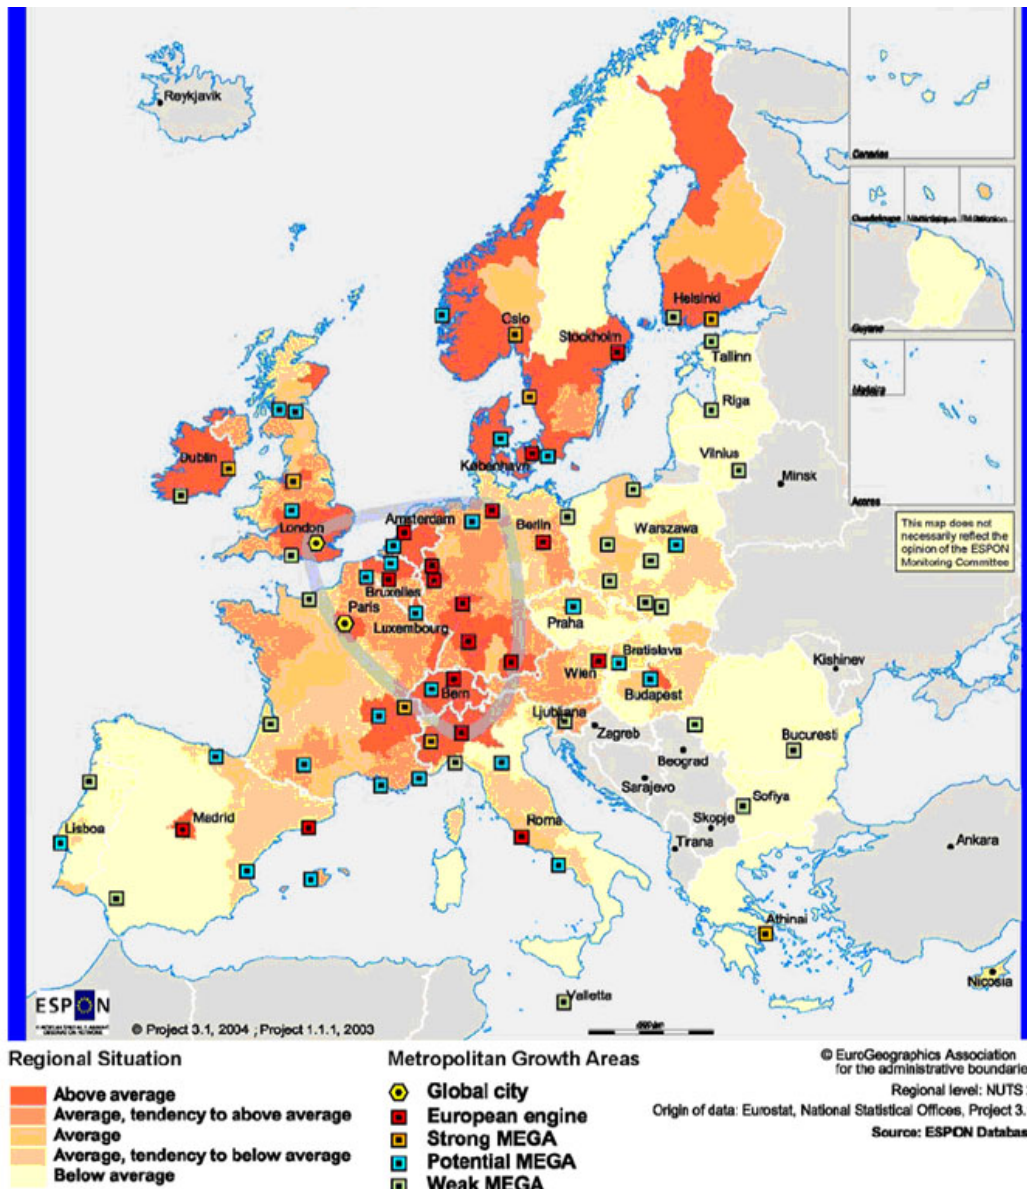 Reykjavik
Canarias
Guyane
Acores
Helsinki
Oslo
Stockholm
Tallinn
Riga
Dublin
København
Vilnius
Minsk
London
Amsterdam
Berlin
Warszawa
This map does not
necessarily reflect the
opinion of the ESPON
Monitoring Committee
Bruxelles
Paris
Luxembourg
Praha
Bratislava
Kishinev
Wien
Bern
Budapest
Ljubljana
Zagreb
Bucuresti
Beograd
Sarajevo
Sofiya
Madrid
Skopje
Lisboa
Roma
Tirana
Ankara
Athinai
Nicosia
Valletta
ESPON
© Project 3.1, 2004 ; Project 1.1.1, 2003
Regional Situation
Above average
Average, tendency to above average
Average
Average, tendency to below average
Below average
Metropolitan Growth Areas
Global city
European engine
Strong MEGA
Potential MEGA
Weak MEGA
© EuroGeographics Association
for the administrative boundarie
Regional level: NUTS
Origin of data: Eurostat, National Statistical Offices, Project 3.
Source: ESPON Databas